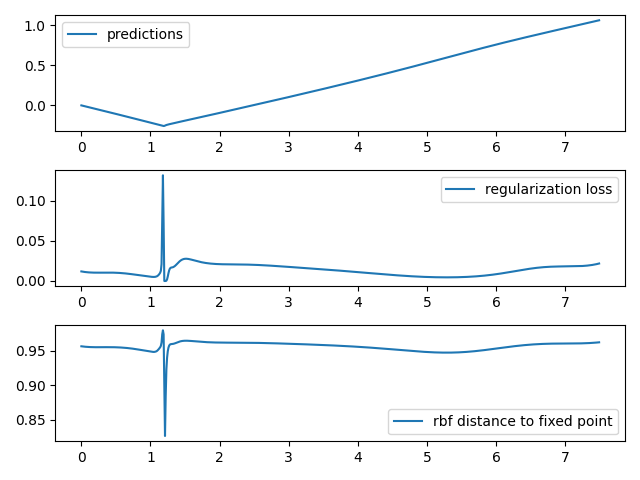 1.0
0.5
0.0
predictions
0 1 2 3 4 5 6 7
0.10
0.05
0.00
regularization loss
0 1 2 3 4 5 6 7
0.95
0.90
0.85
rbf distance to fixed point
0 1 2 3 4 5 6 7